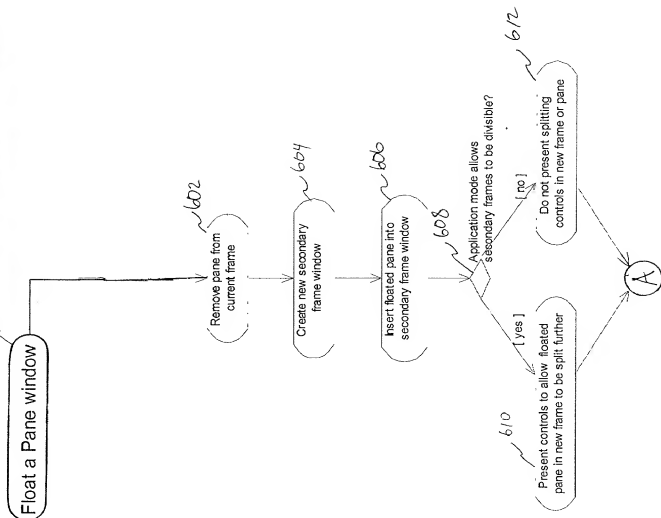 Float a Pane window
602
Remove pane from
current frame
604
Create new secondary
frame window
606
Insert floated pane into
secondary frame window
608
Application mode allows
secondary frames to be divisible?
[ yes ]
[ no ]
610
Present controls to allow floated
pane in new frame to be split further
612
Do not present splitting
controls in new frame or pane
A